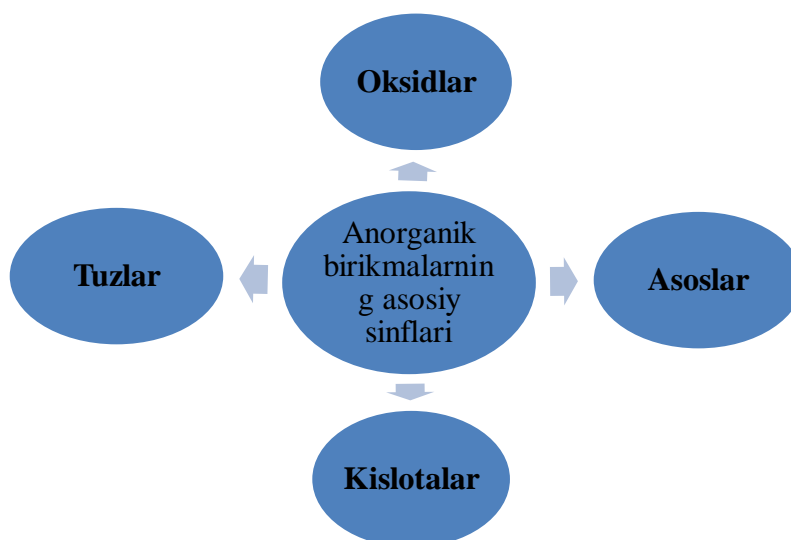 Oksidlar
Tuzlar
Anorganik
birikmalarnin
g asosiy
sinflari
Asoslar
Kislotalar